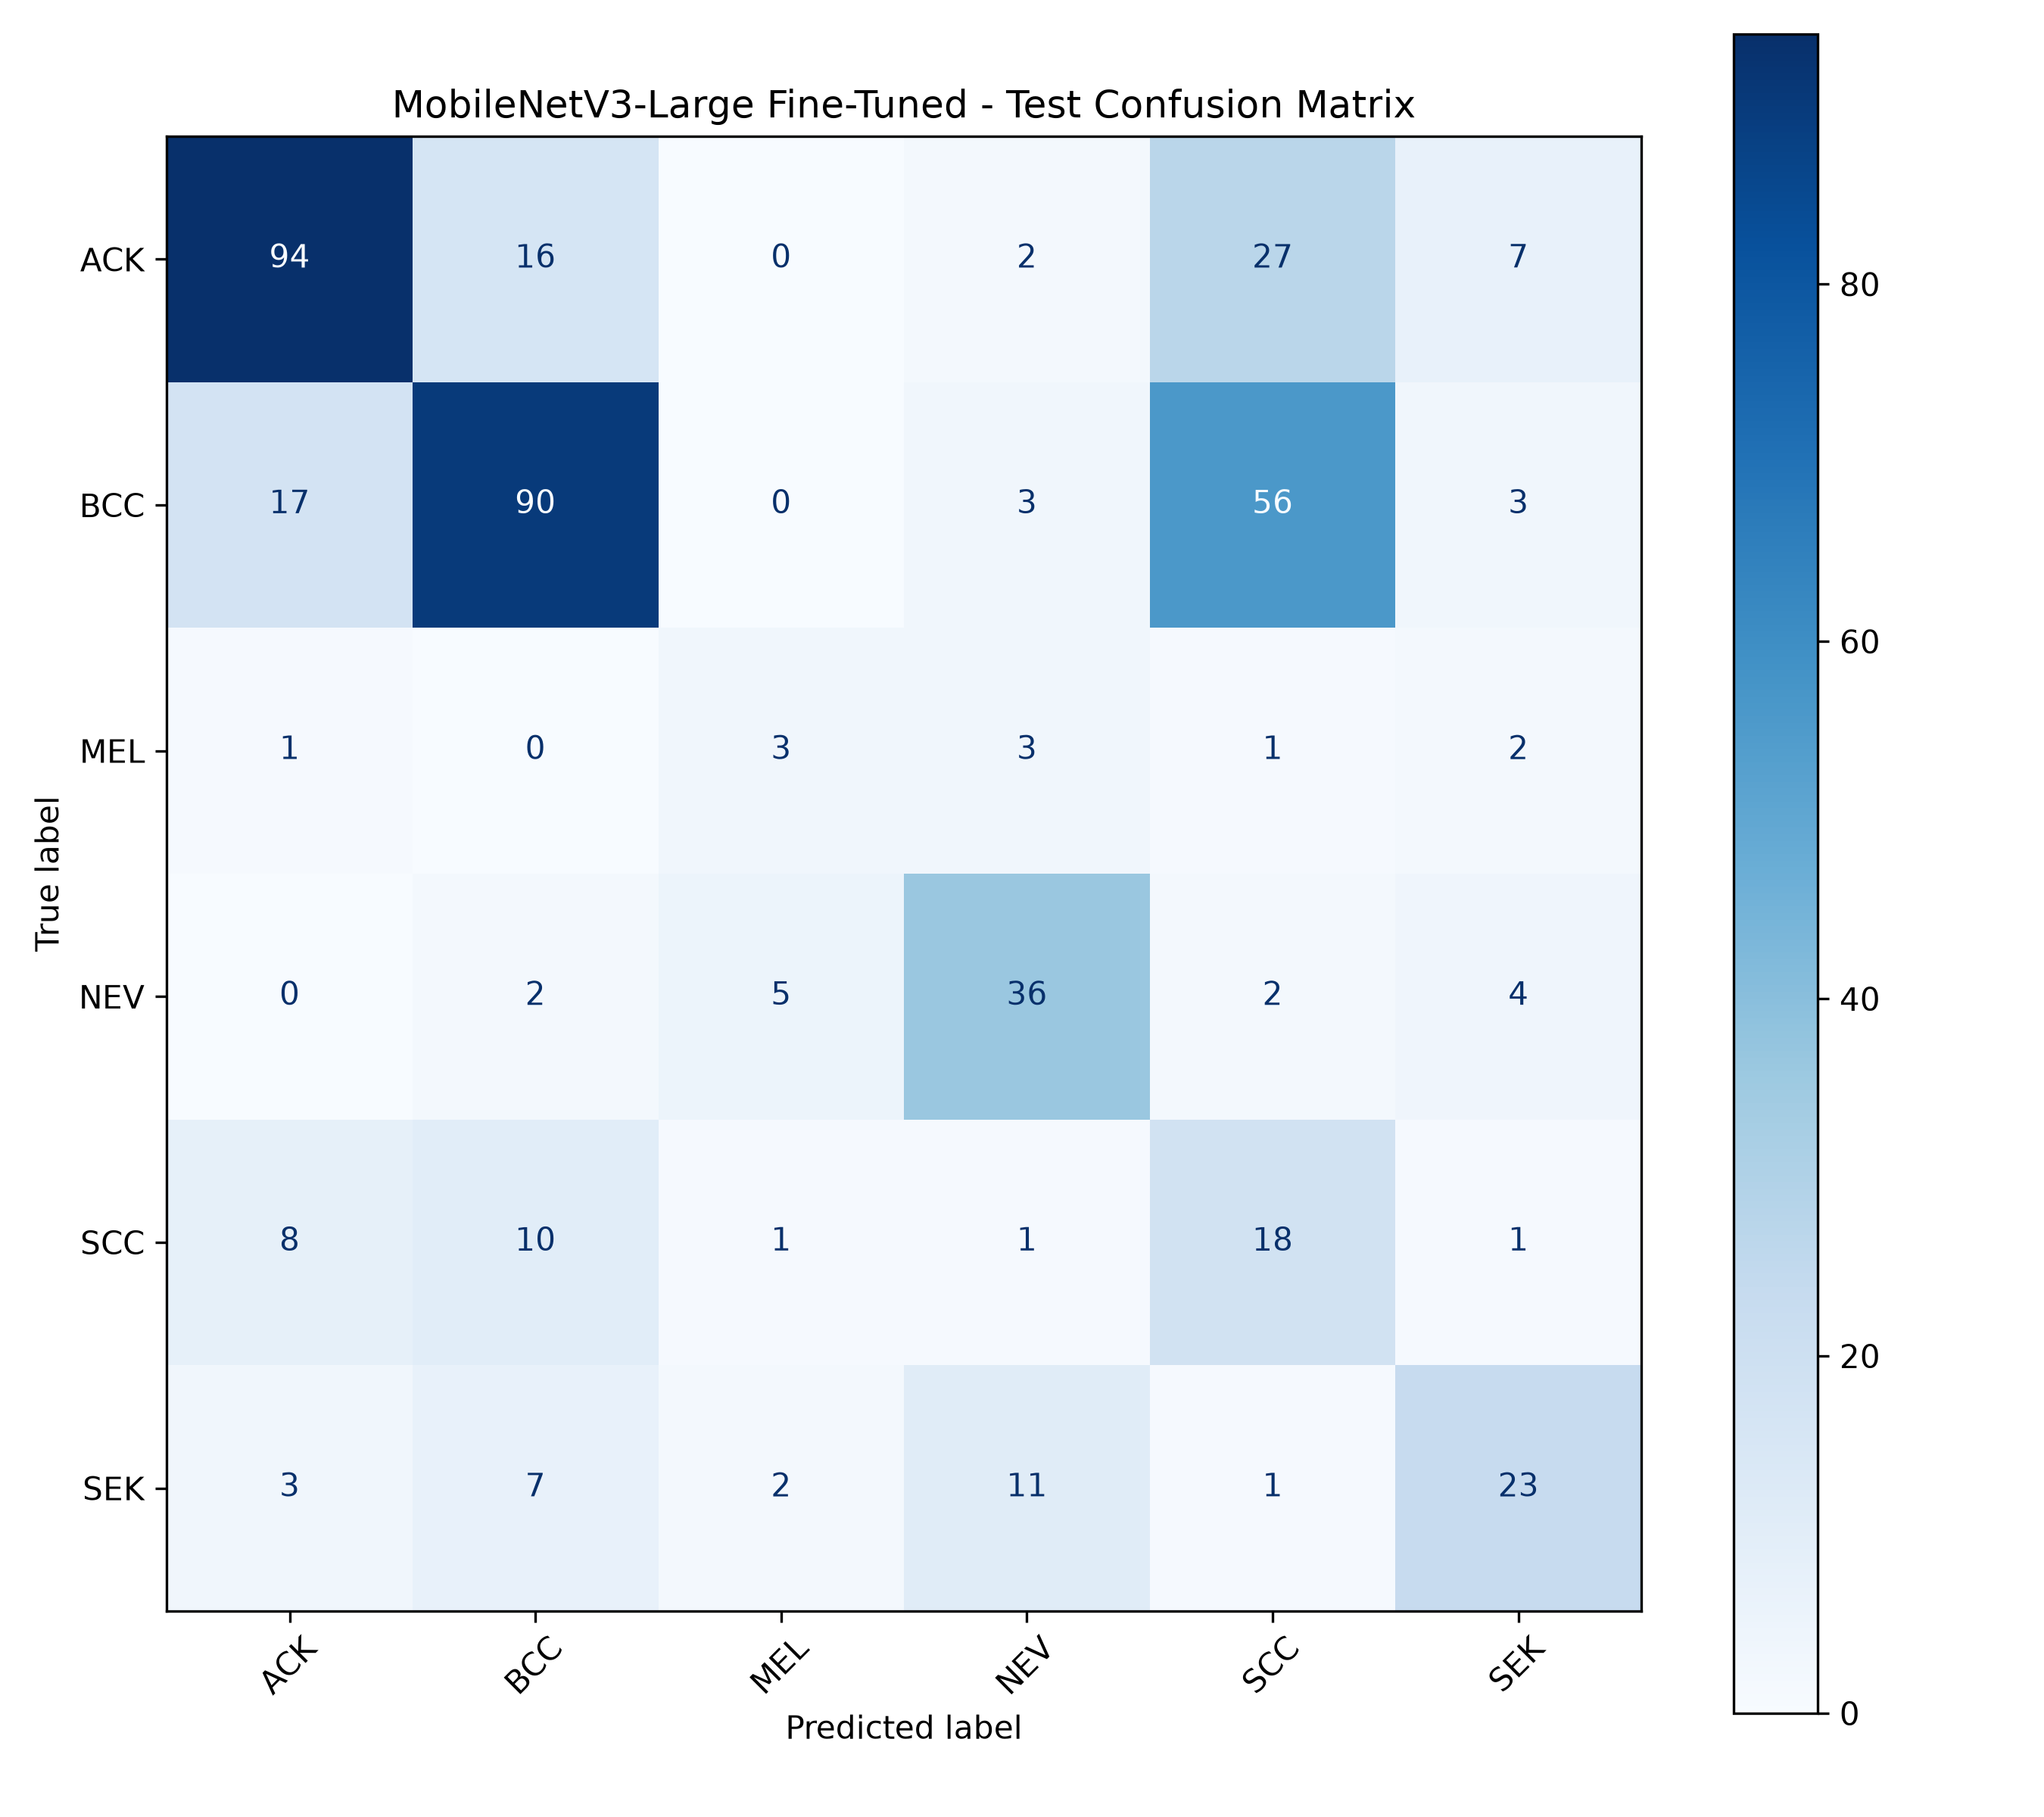 MobileNetV3-Large Fine-Tuned - Test Confusion Matrix
ACK 94 16 0 2 27 7
BCC 17 90 0 3 56 3
MEL 1 0 3 3 1 2
NEV 0 2 5 36 2 4
SCC 8 10 1 1 18 1
SEK 3 7 2 11 1 23
ACK BCC MEL NEV SCC SEK
Predicted label
True label
80
60
40
20
0